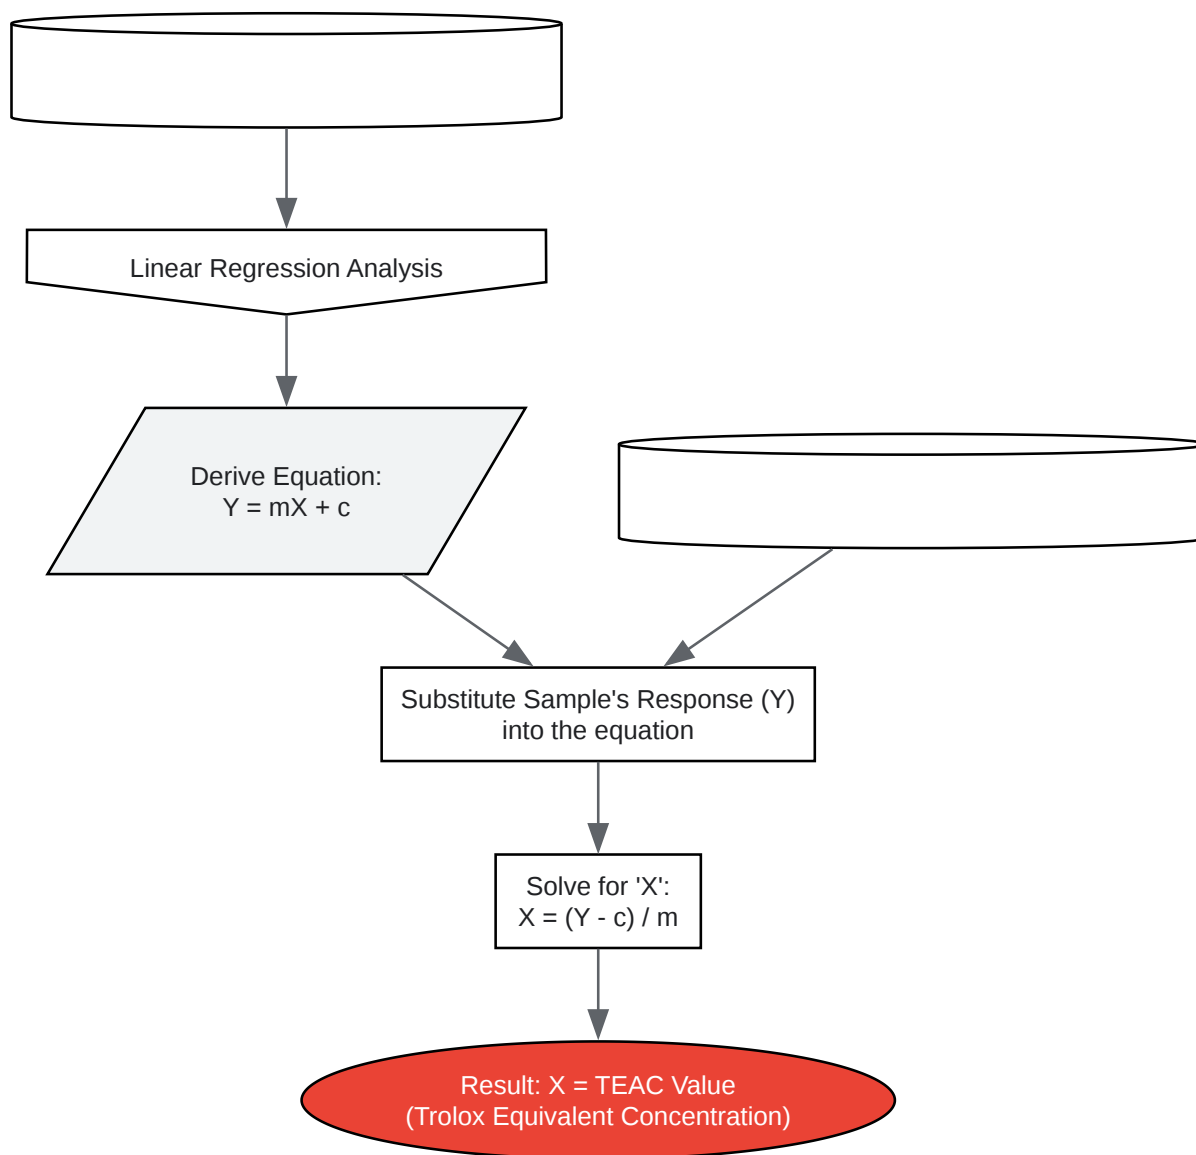 Linear Regression Analysis
Derive Equation:
Y = mX + c
Substitute Sample's Response (Y)
into the equation
Solve for 'X':
X = (Y - c) / m
Result: X = TEAC Value
(Trolox Equivalent Concentration)